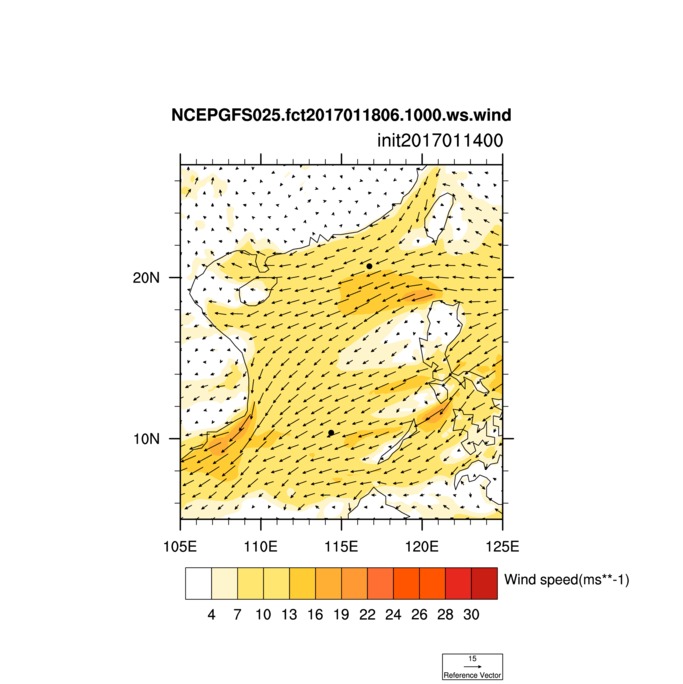 NCEPGFS025.fct2017011806.1000.ws.wind
init2017011400
20N
10N
105E 110E 115E 120E 125E
Wind speed(ms**-1)
4 7 10 13 16 19 22 24 26 28 30
15
Reference Vector